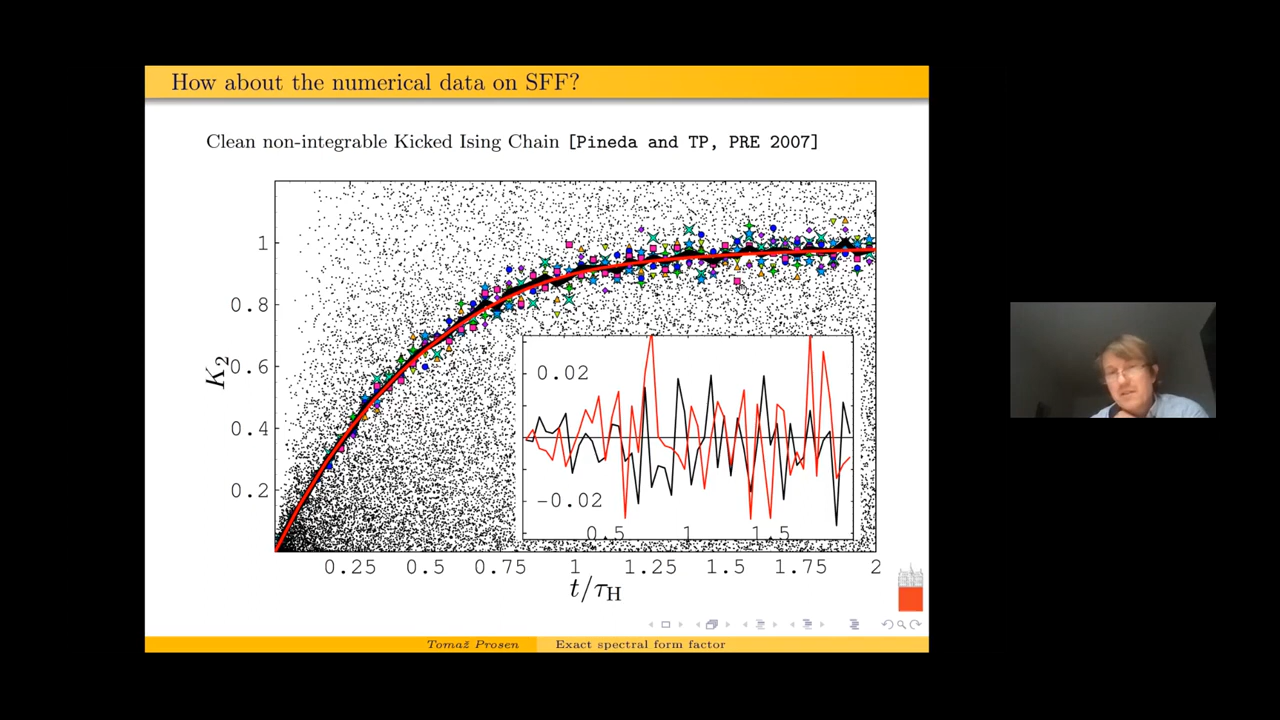 How about the numerical data on SFF?
Clean non-integrable Kicked Ising Chain [Pineda and TP, PRE 2007]
1
0.8
0.6
0.4
0.2
K₂
0.02
−0.02
0.5 1 1.5
0.25 0.5 0.75 1 1.25 1.5 1.75 2
t/τ_H
Tomaž Prosen Exact spectral form factor